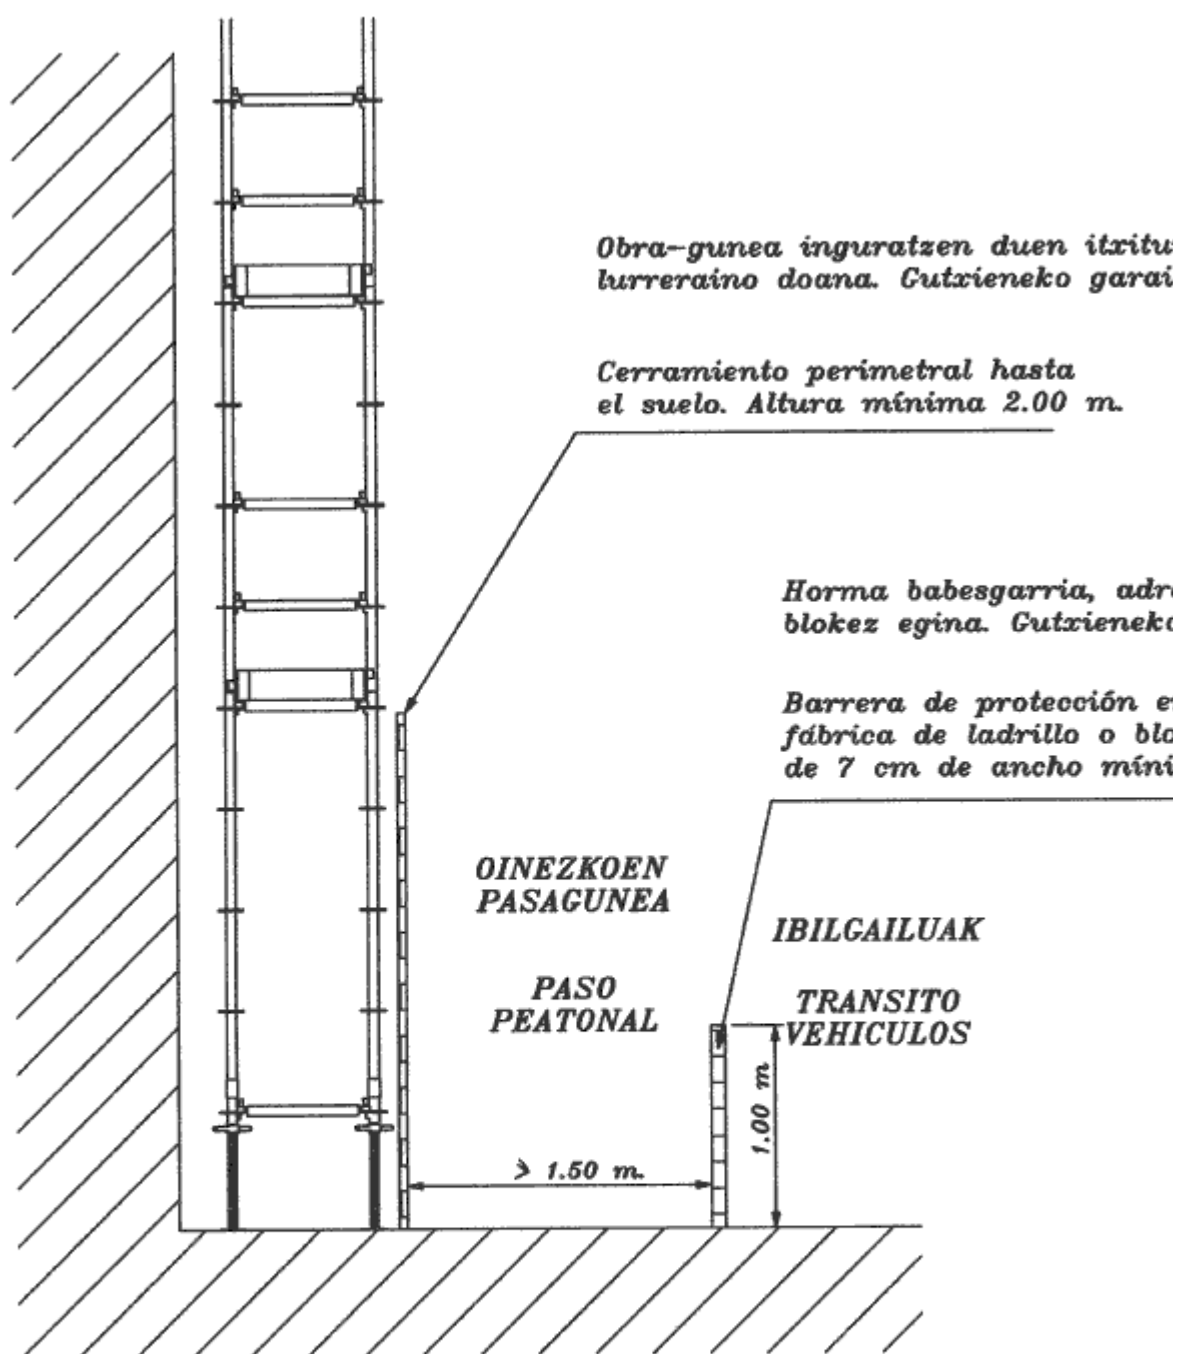 Obra-gunea inguratzen duen itxitu
lurreraino doana. Gutxieneko garai
Cerramiento perimetral hasta
el suelo. Altura mínima 2.00 m.
Horma babesgarria, adr
blokez egina. Gutxieneko
Barrera de protección e
fábrica de ladrillo o blo
de 7 cm de ancho míni
OINEZKOEN
PASAGUNEA
IBILGAILUAK
PASO
PEATONAL
TRANSITO
VEHICULOS
1.00 m
⩾ 1.50 m.